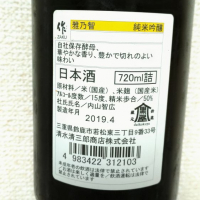 作 雅乃智 純米吟醸
ZAKU
自社保存酵母。
華やかな香り、豊かで切れのよい
味わい
日本酒 720ml詰
原材料/米(国産)、米麹(国産米)
アルコール度数/15度、精米歩合/50%
杜氏氏名/内山智広
製造年月
2019.4
三重県鈴鹿市若松東三丁目9番33号
清水清三郎商店株式会社
4 983422 312103